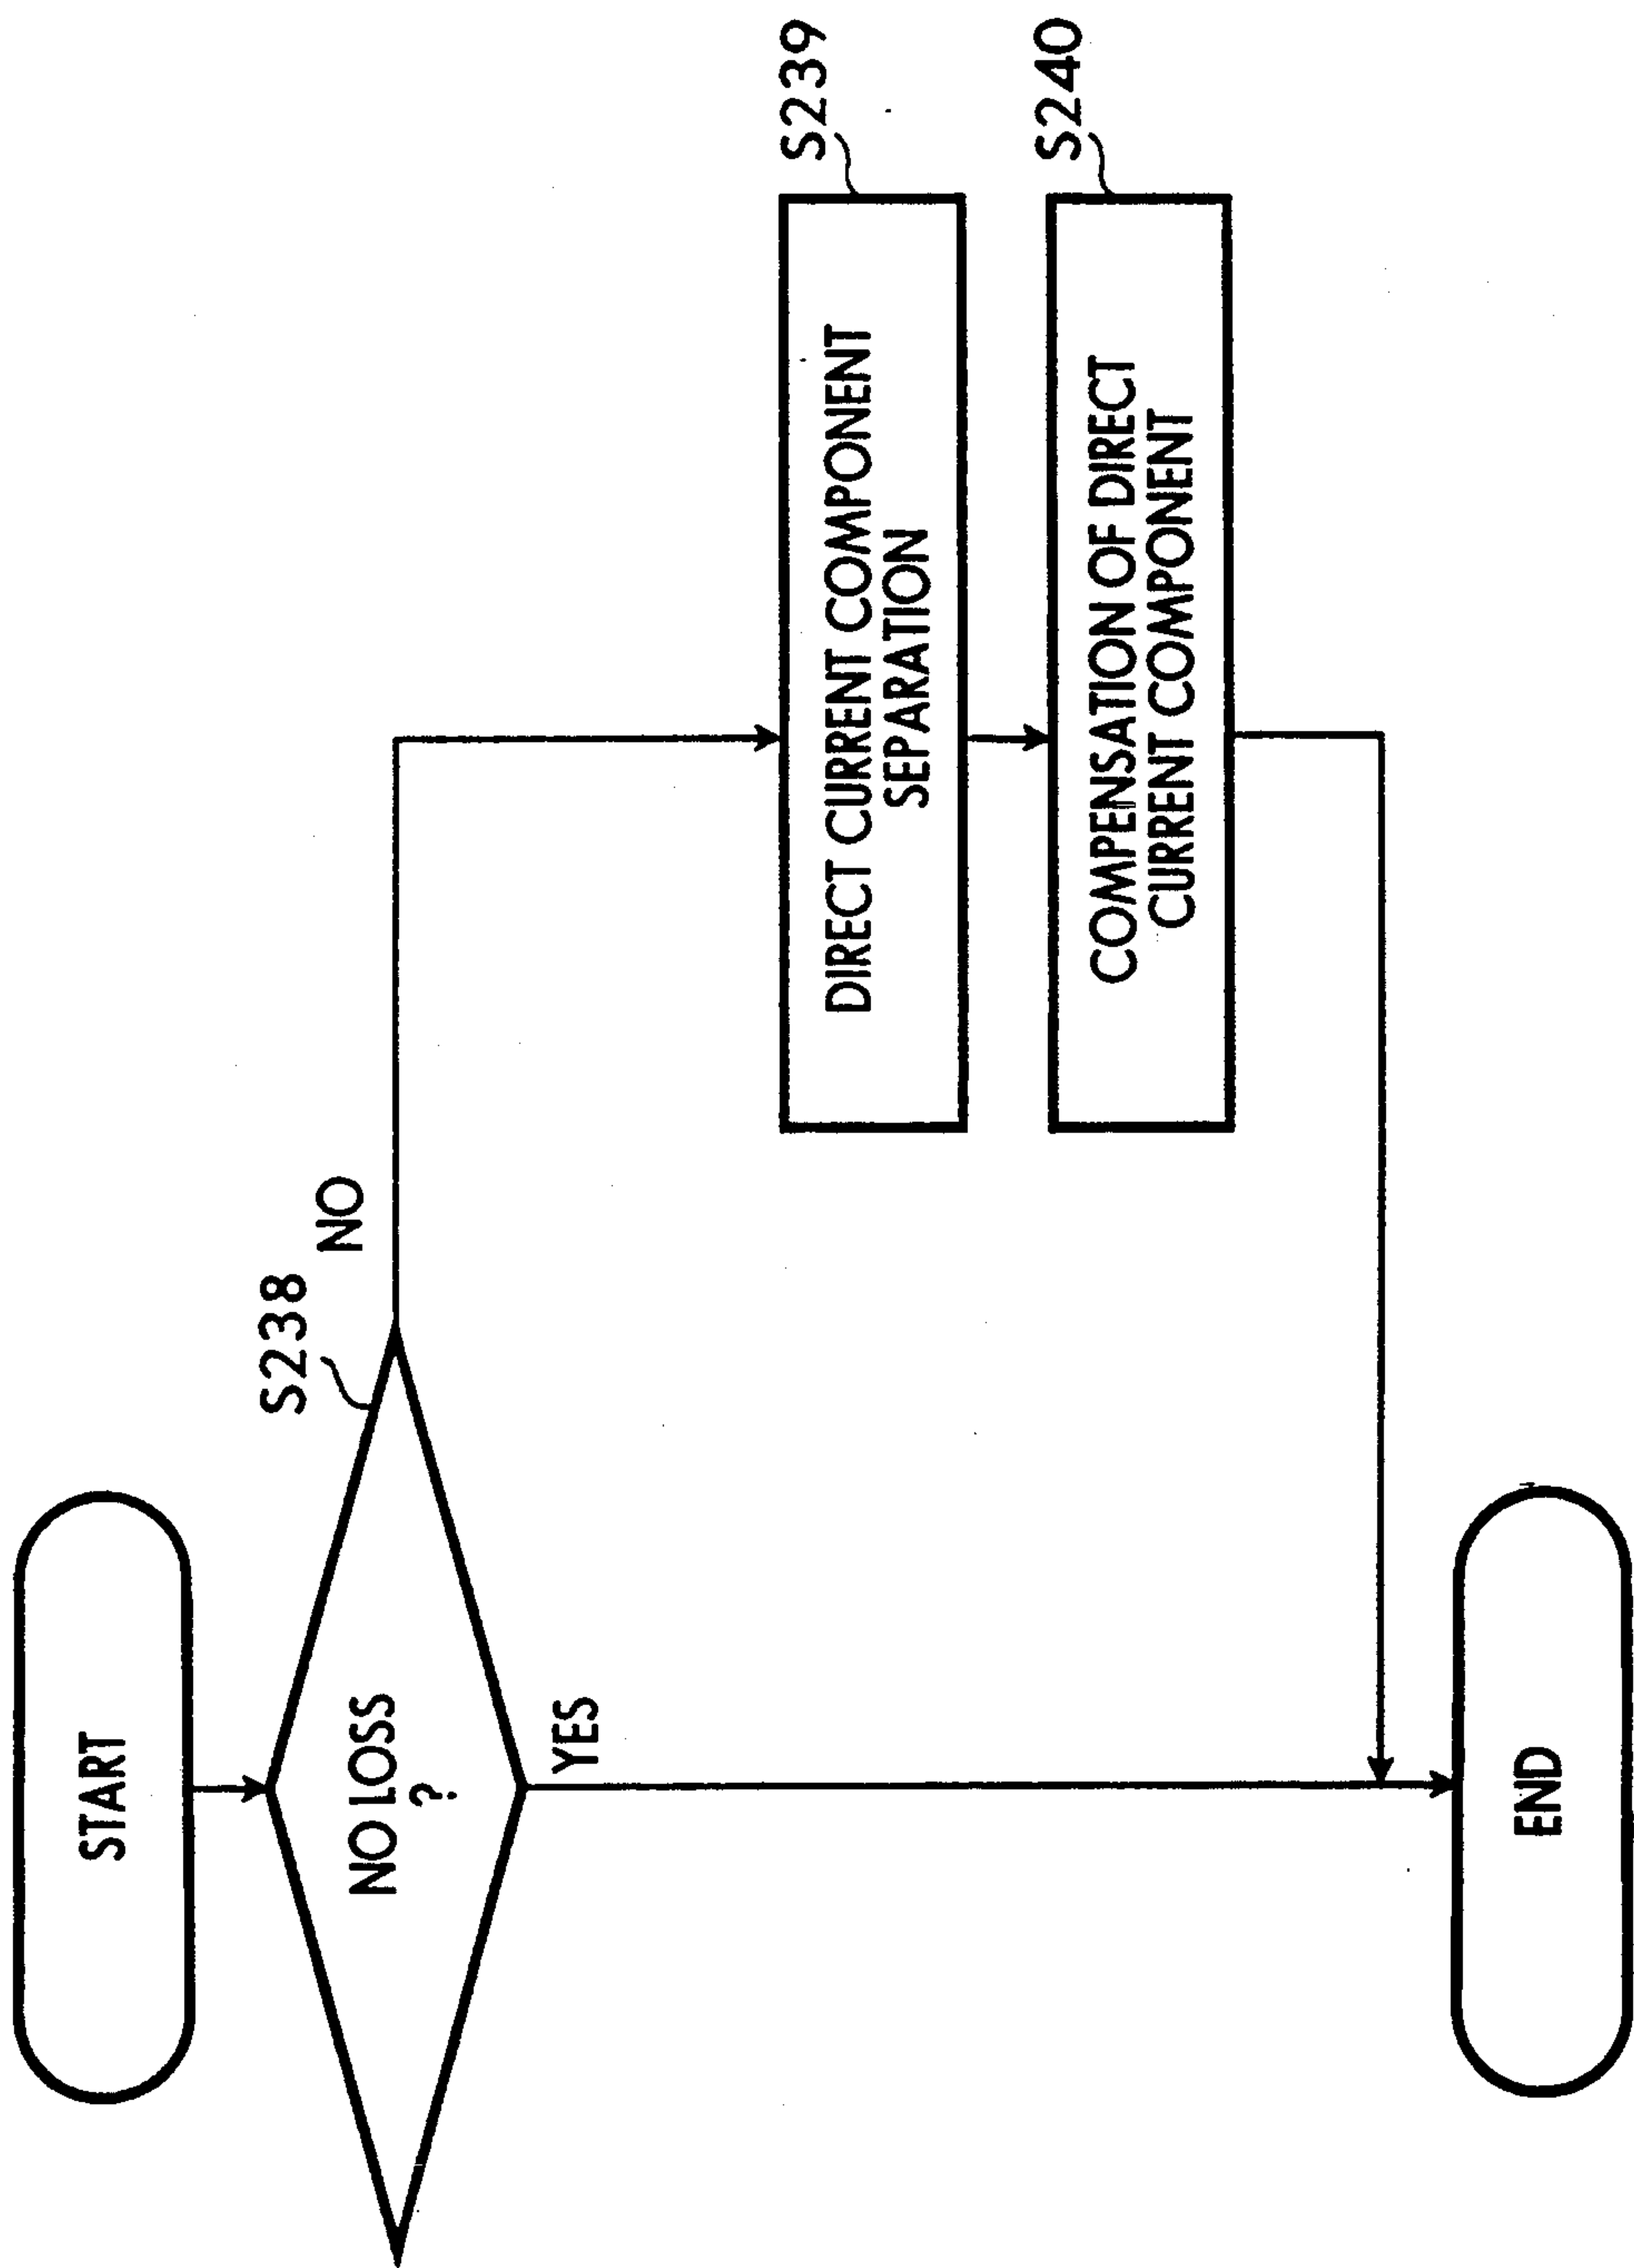 START
S238
NO LOSS
?
NO
YES
S239
DIRECT CURRENT COMPONENT
SEPARATION
S240
COMPENSATION OF DIRECT
CURRENT COMPONENT
END